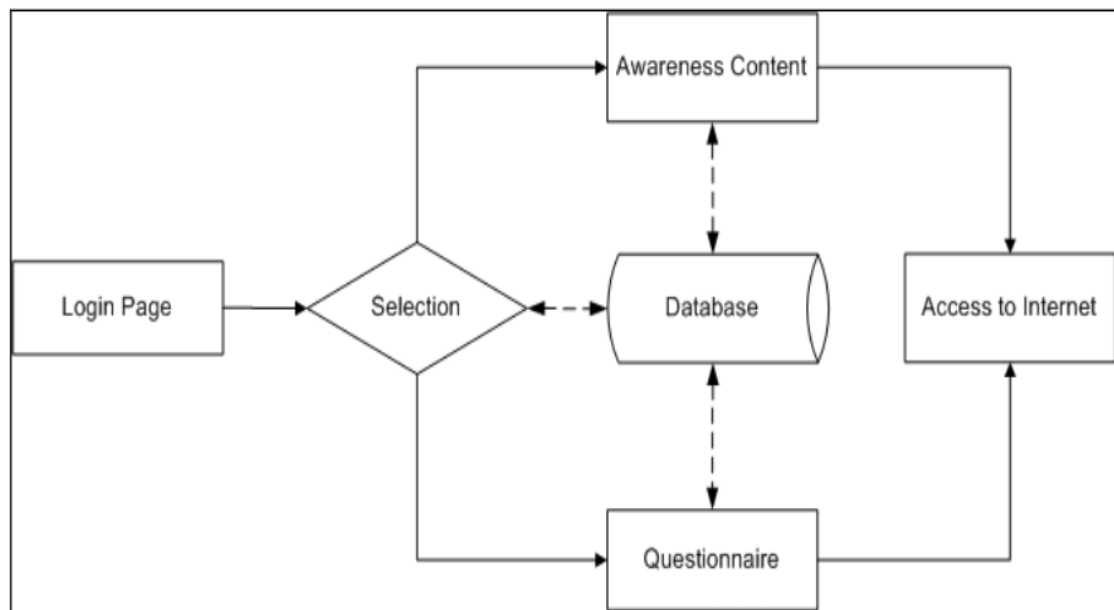 Awareness Content
Login Page
Selection
Database
Access to Internet
Questionnaire